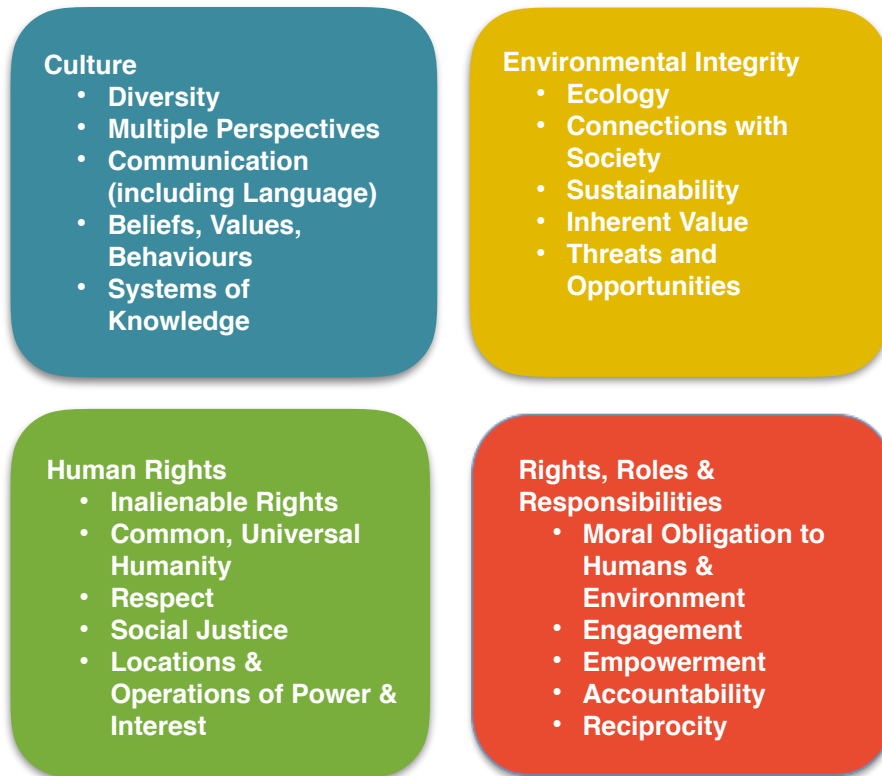 Culture
• Diversity
• Multiple Perspectives
• Communication
(including Language)
• Beliefs, Values,
Behaviours
• Systems of
Knowledge
Environmental Integrity
• Ecology
• Connections with
Society
• Sustainability
• Inherent Value
• Threats and
Opportunities
Human Rights
• Inalienable Rights
• Common, Universal
Humanity
• Respect
• Social Justice
• Locations &
Operations of Power &
Interest
Rights, Roles &
Responsibilities
• Moral Obligation to
Humans &
Environment
• Engagement
• Empowerment
• Accountability
• Reciprocity